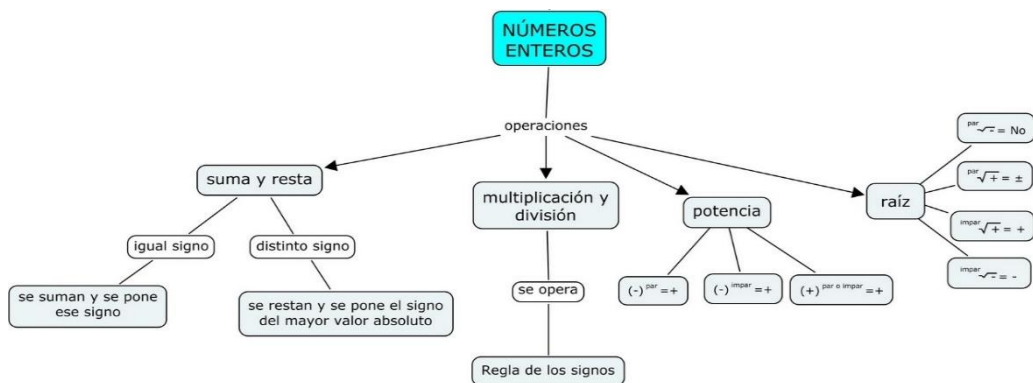 NÚMEROS
ENTEROS
operaciones
suma y resta
multiplicación y
división
potencia
raíz
par√- = No
par√+ = ±
impar√+ = +
impar√- = -
igual signo
distinto signo
se suman y se pone
ese signo
se restan y se pone el signo
del mayor valor absoluto
se opera
Regla de los signos
(-) par =+
(-) impar =+
(+) par o impar =+